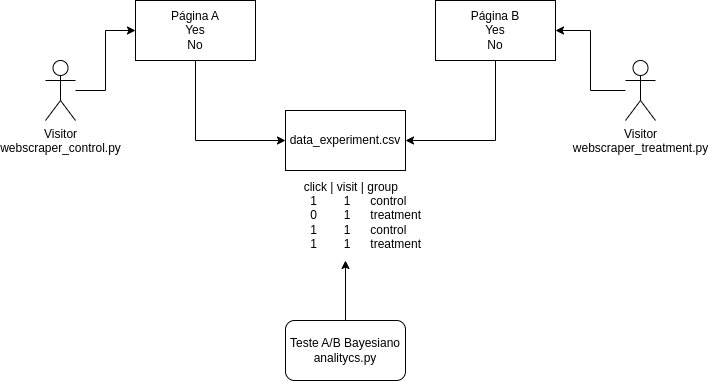 Página A
Yes
No
Página B
Yes
No
Visitor
webscraper_control.py
data_experiment.csv
Visitor
webscraper_treatment.py
click | visit | group
1 1 control
0 1 treatment
1 1 control
1 1 treatment
Teste A/B Bayesiano
analitycs.py